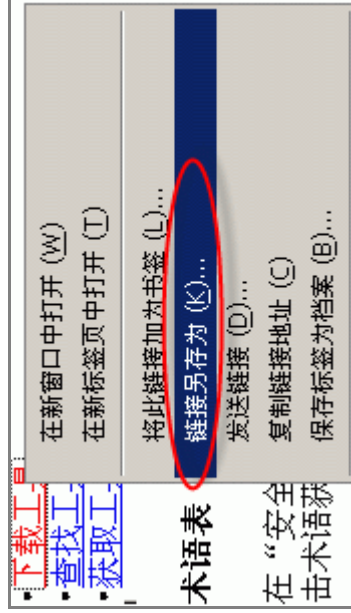 下载工具
查找工
获取工
在新窗口中打开 (W)
在新标签页中打开 (T)
将此链接加为书签 (L)...
链接另存为 (K)...
发送链接 (D)...
复制链接地址 (C)
保存标签为档案 (B)...
术语表
在 “安全
击术语获